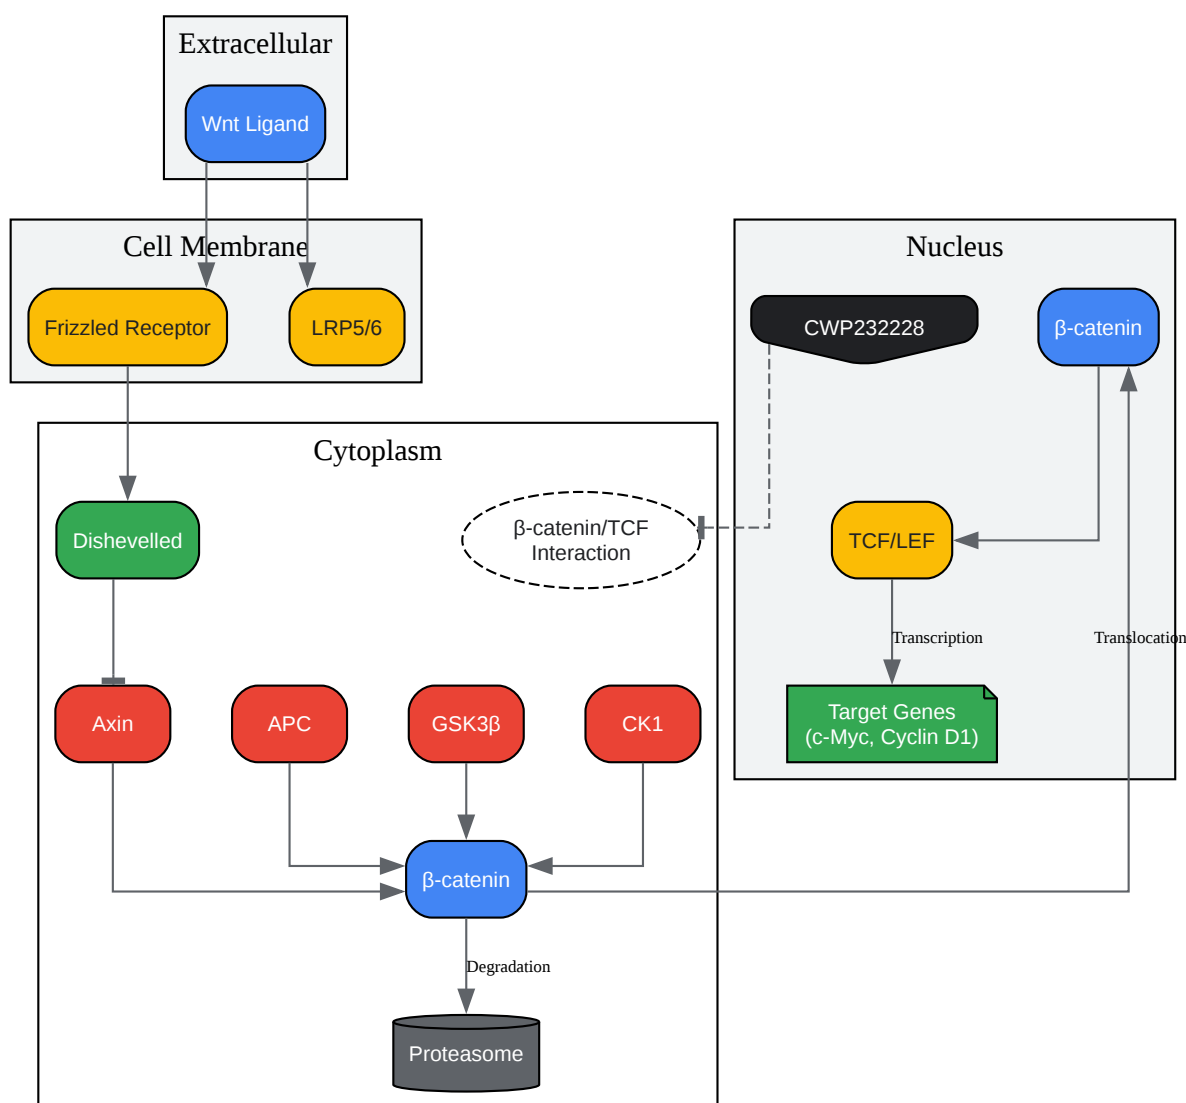 Extracellular
Wnt Ligand
Cell Membrane
Frizzled Receptor
LRP5/6
Nucleus
CWP232228
β-catenin
Cytoplasm
Dishevelled
β-catenin/TCF
Interaction
TCF/LEF
Transcription
Translocation
Axin
APC
GSK3β
CK1
Target Genes
(c-Myc, Cyclin D1)
β-catenin
Degradation
Proteasome